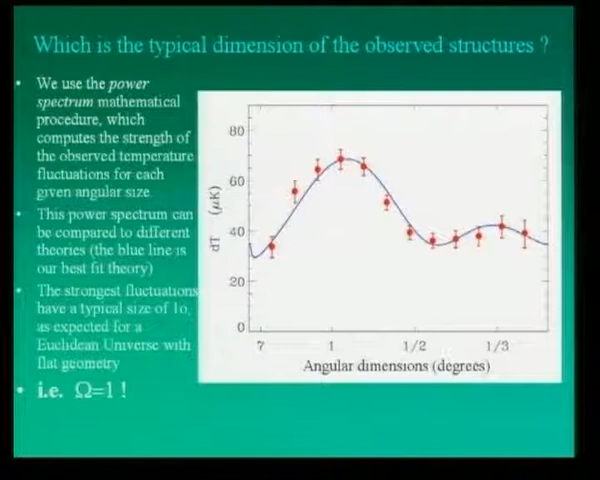 Which is the typical dimension of the observed structures ?
• We use the power
spectrum mathematical
procedure, which
computes the strength of
the observed temperature
fluctuations for each
given angular size.
• This power spectrum can
be compared to different
theories (the blue line is
our best fit theory)
• The strongest fluctuations
have a typical size of 1o,
as expected for a
Euclidean Universe with
flat geometry
• i.e. Ω=1 !
80
60
40
20
0
dT (μK)
7 1 1/2 1/3
Angular dimensions (degrees)